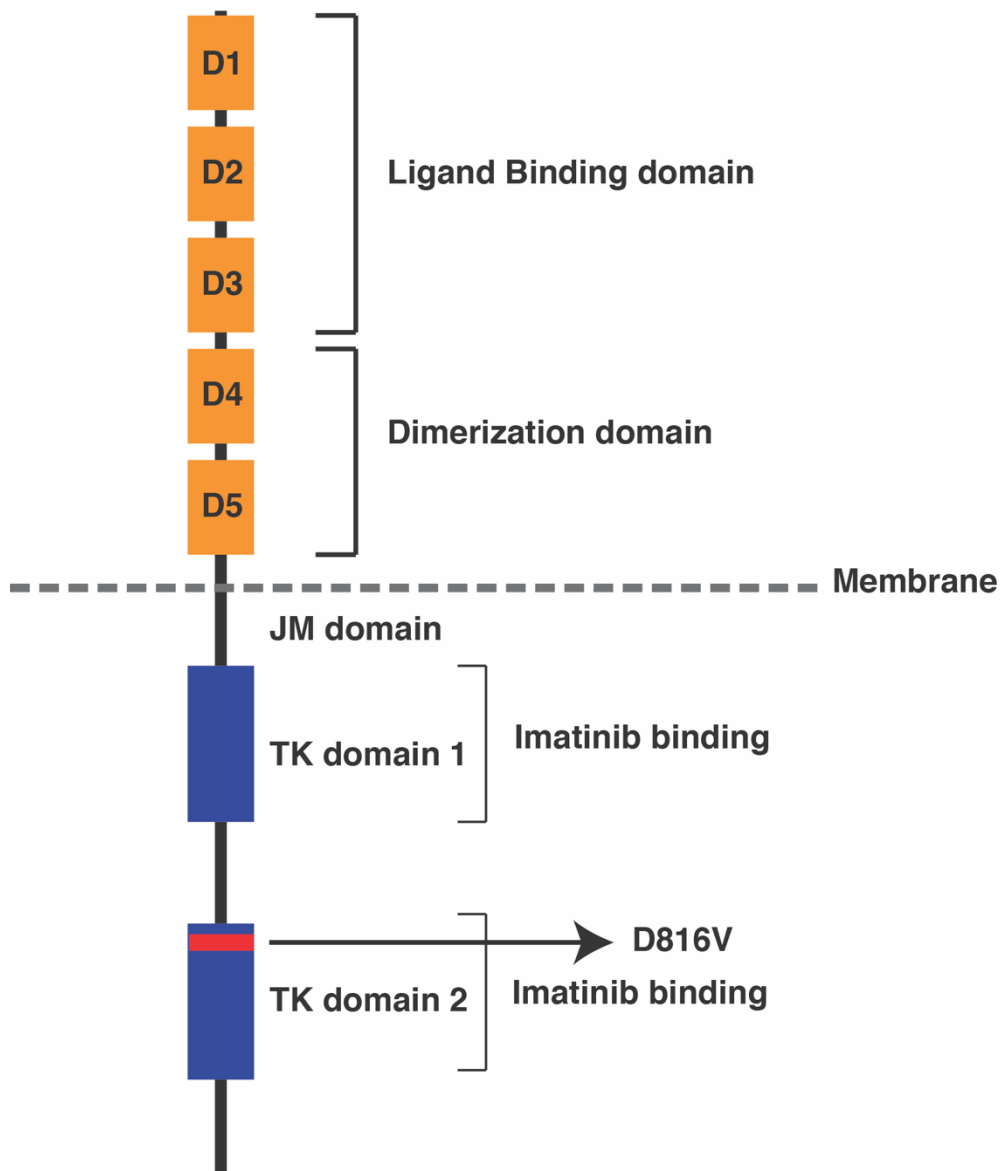 D1
D2
Ligand Binding domain
D3
D4
Dimerization domain
D5
Membrane
JM domain
TK domain 1
Imatinib binding
D816V
TK domain 2
Imatinib binding